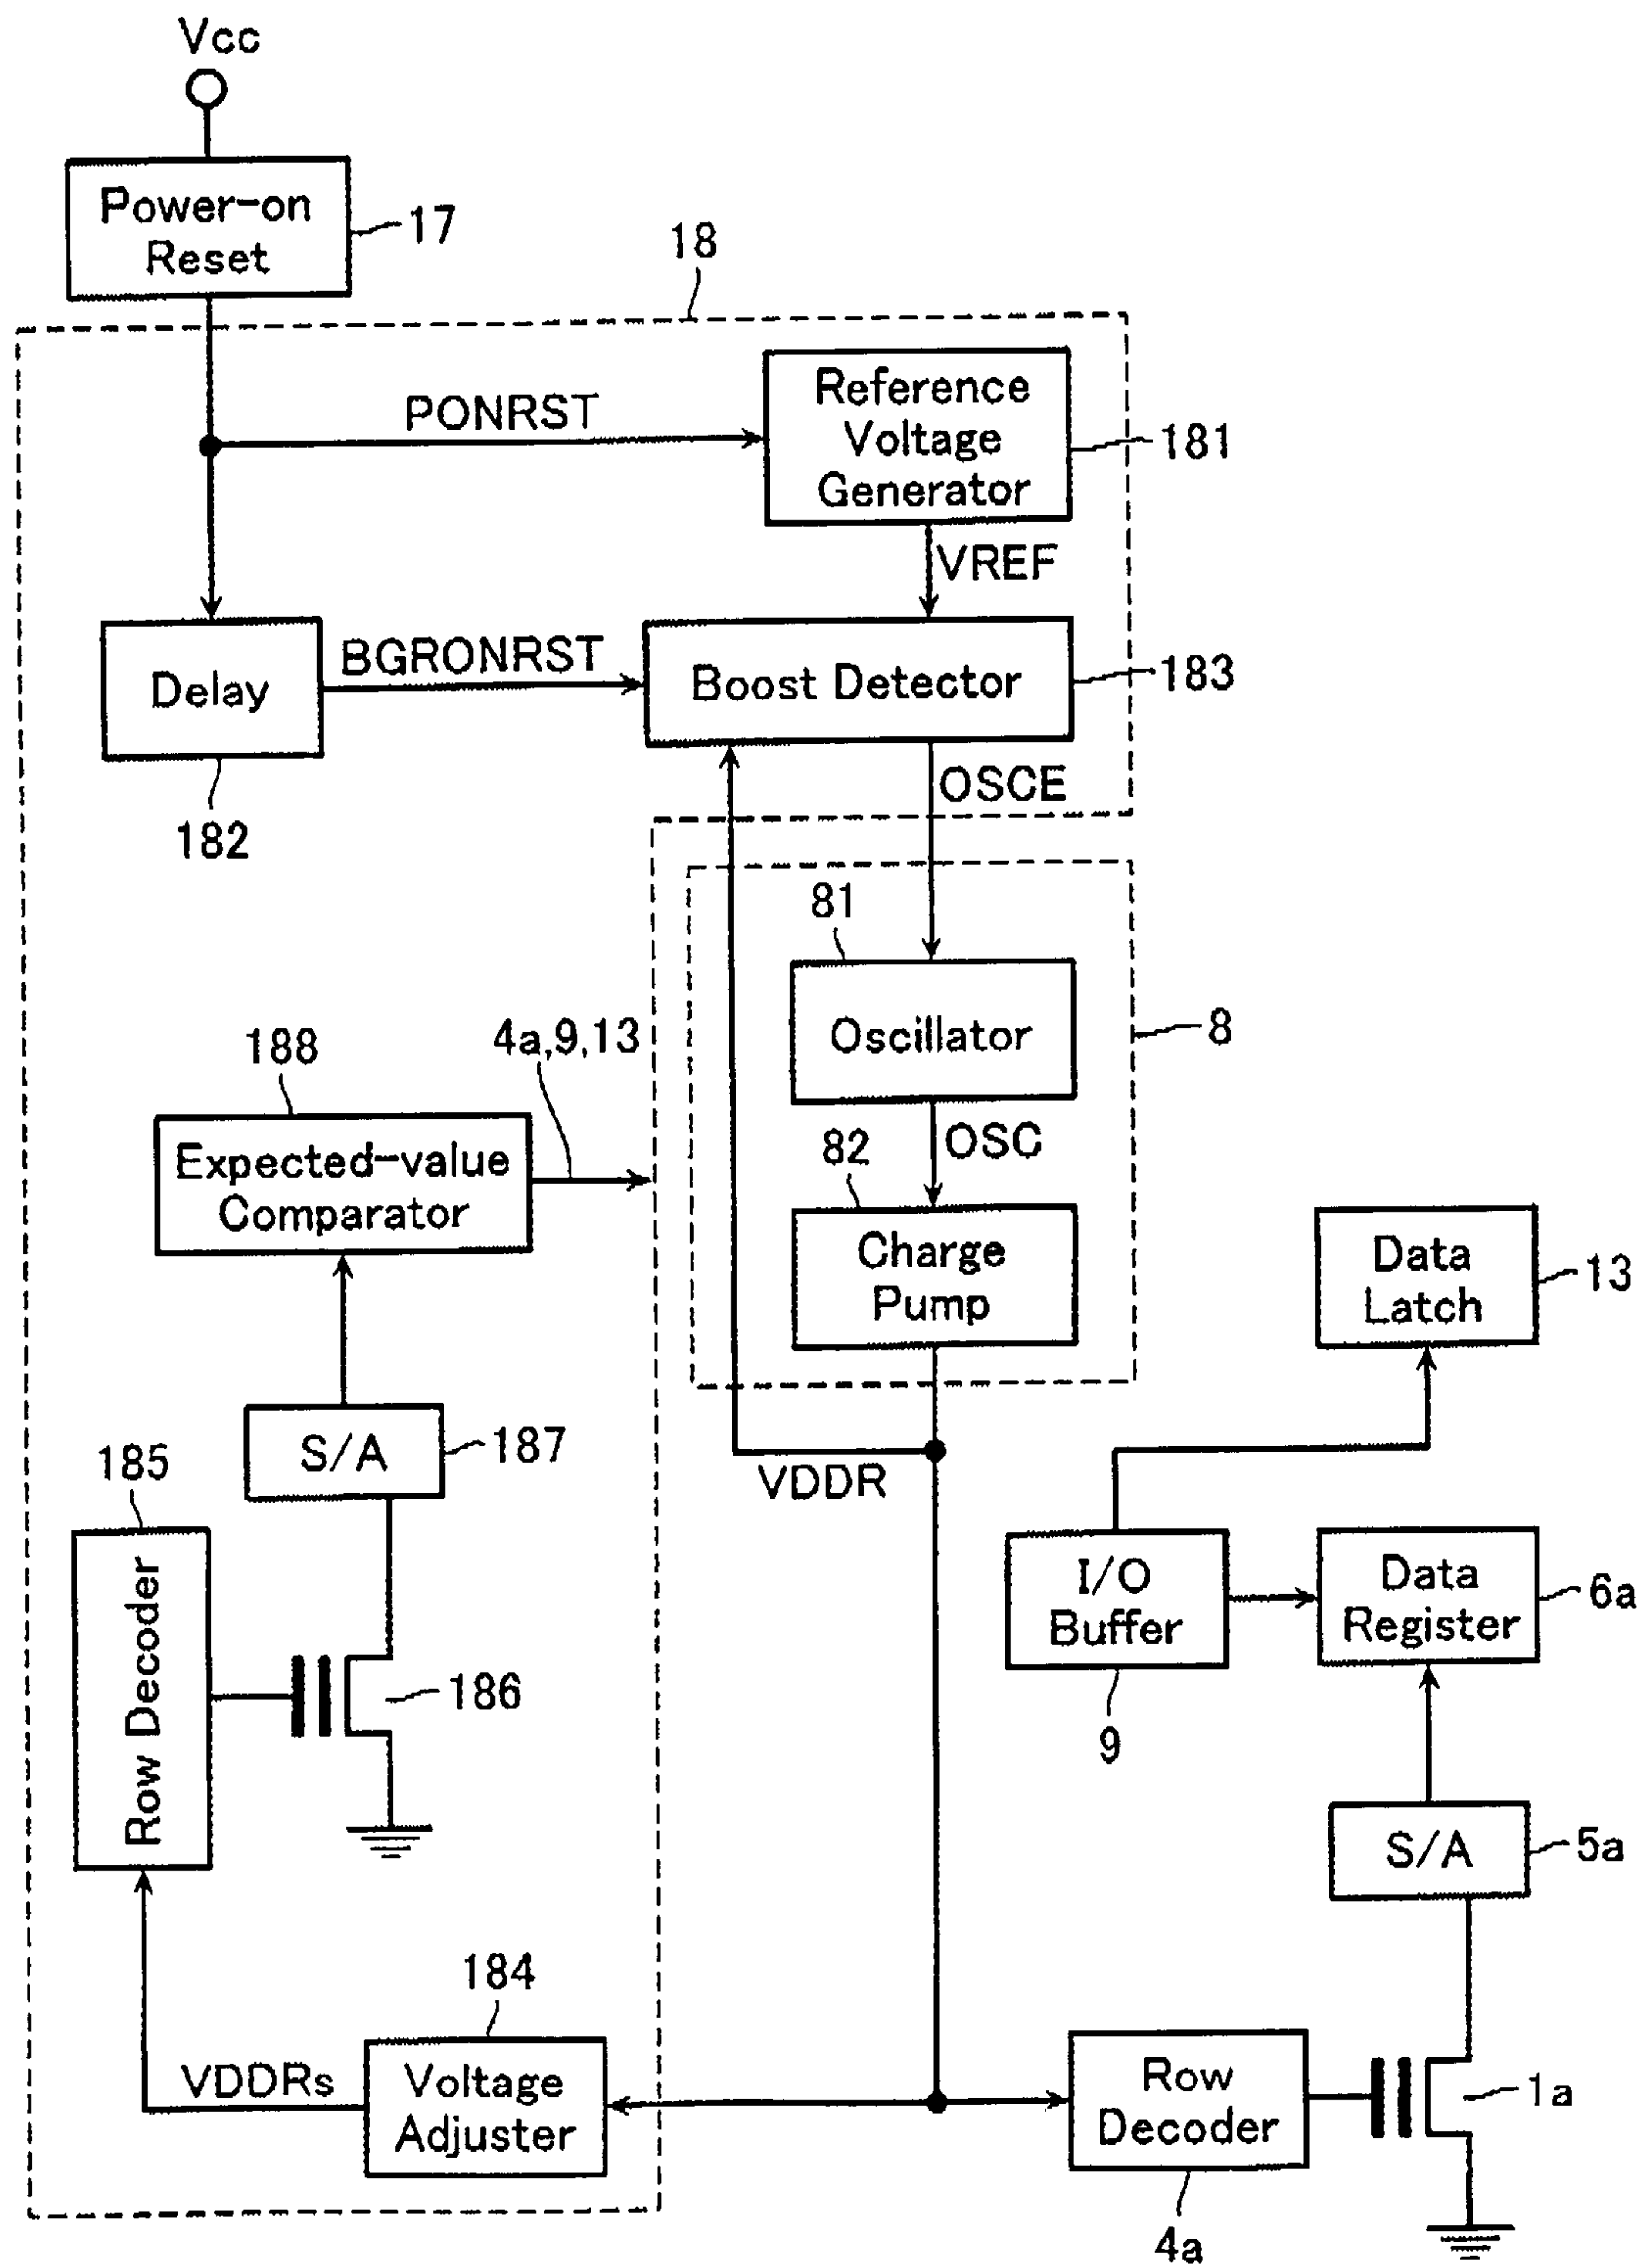 Vcc
Power-on
Reset
17
18
PONRST
Reference
Voltage
Generator
181
VREF
Delay
BGRONRST
Boost Detector
183
182
OSCE
81
Oscillator
8
188
4a,9,13
Expected-value
Comparator
OSC
82
Charge
Pump
Data
Latch
13
S/A
187
VDDR
185
Row Decoder
186
I/O
Buffer
9
Data
Register
6a
S/A
5a
184
VDDRs
Voltage
Adjuster
Row
Decoder
4a
1a